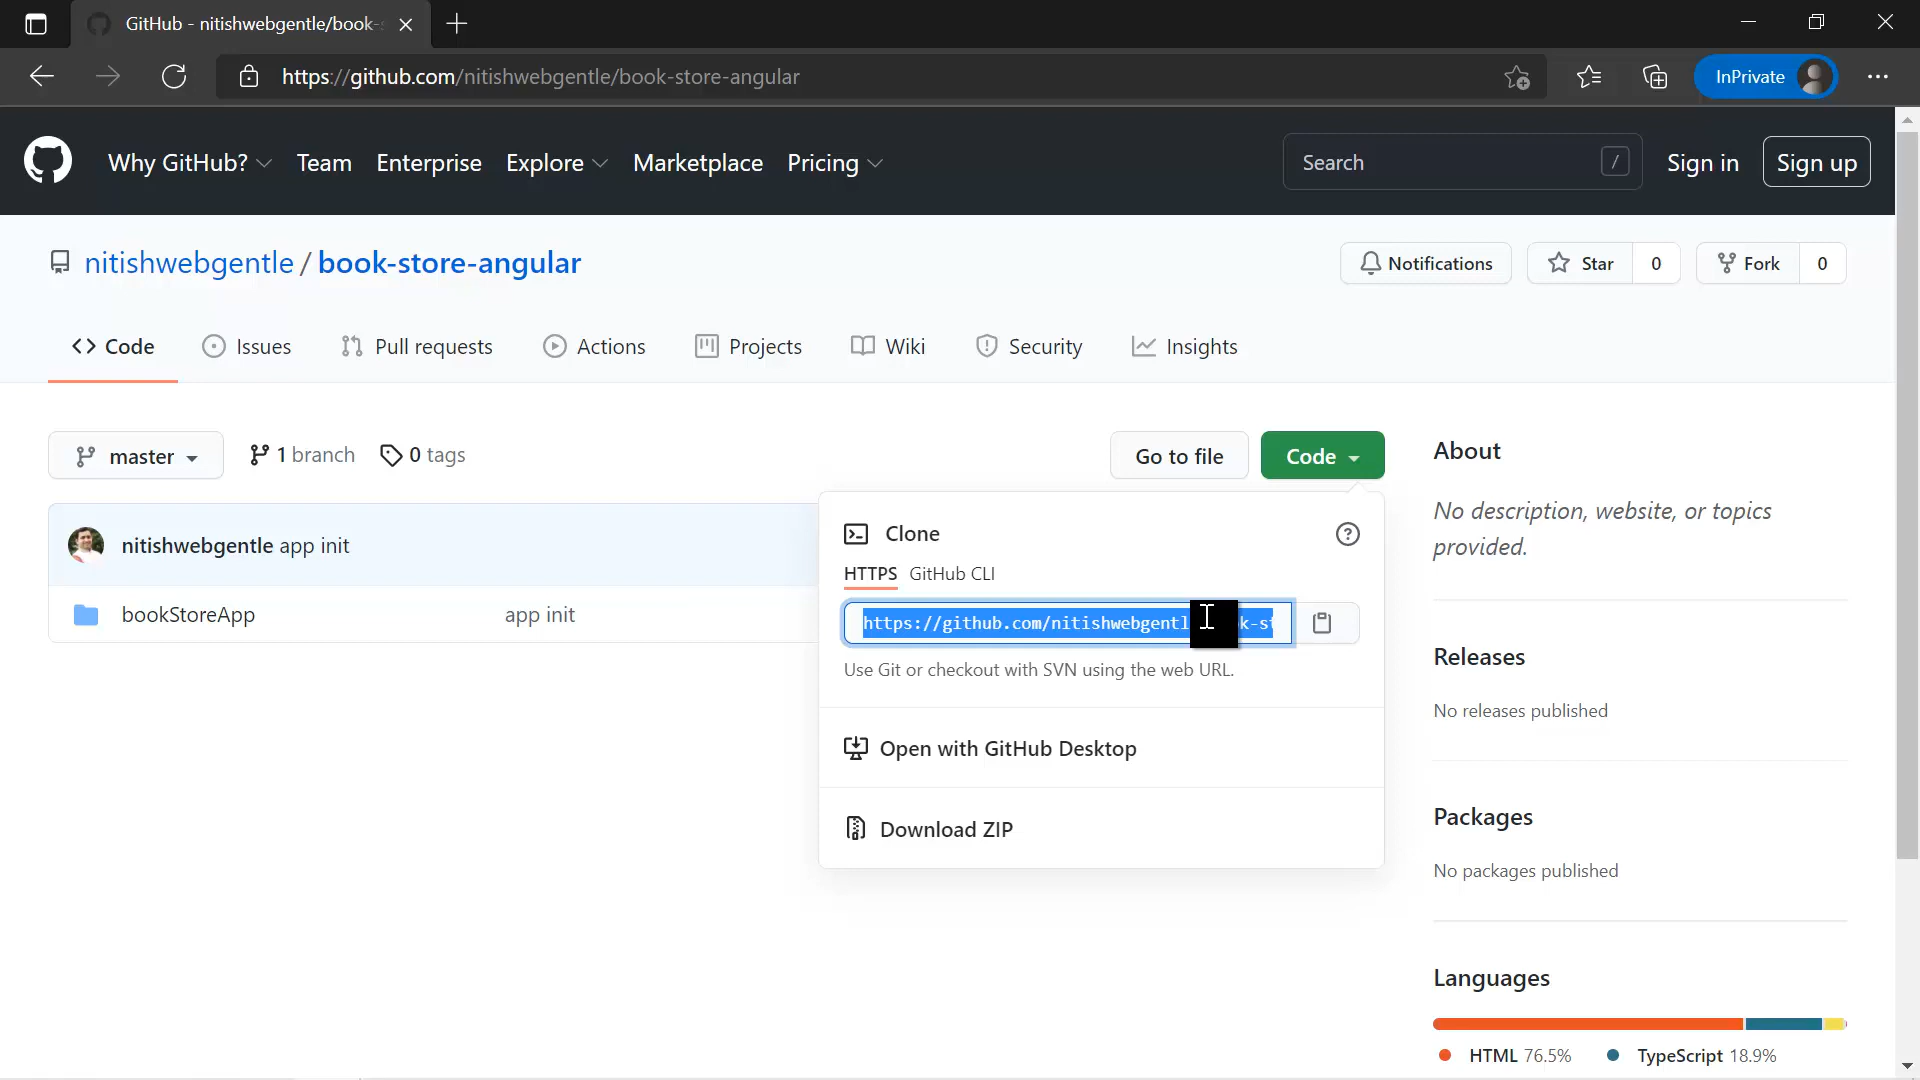 GitHub - nitishwebgentle/book-
https://github.com/nitishwebgentle/book-store-angular
InPrivate
Why GitHub? Team Enterprise Explore Marketplace Pricing
Search /
Sign in
Sign up
nitishwebgentle / book-store-angular
Notifications
Star 0
Fork 0
Code Issues Pull requests Actions Projects Wiki Security Insights
master
1 branch
0 tags
Go to file
Code
nitishwebgentle app init
bookStoreApp app init
Clone
HTTPS GitHub CLI
https://github.com/nitishwebgentl k-st
Use Git or checkout with SVN using the web URL.
Open with GitHub Desktop
Download ZIP
About
No description, website, or topics
provided.
Releases
No releases published
Packages
No packages published
Languages
HTML 76.5% TypeScript 18.9%